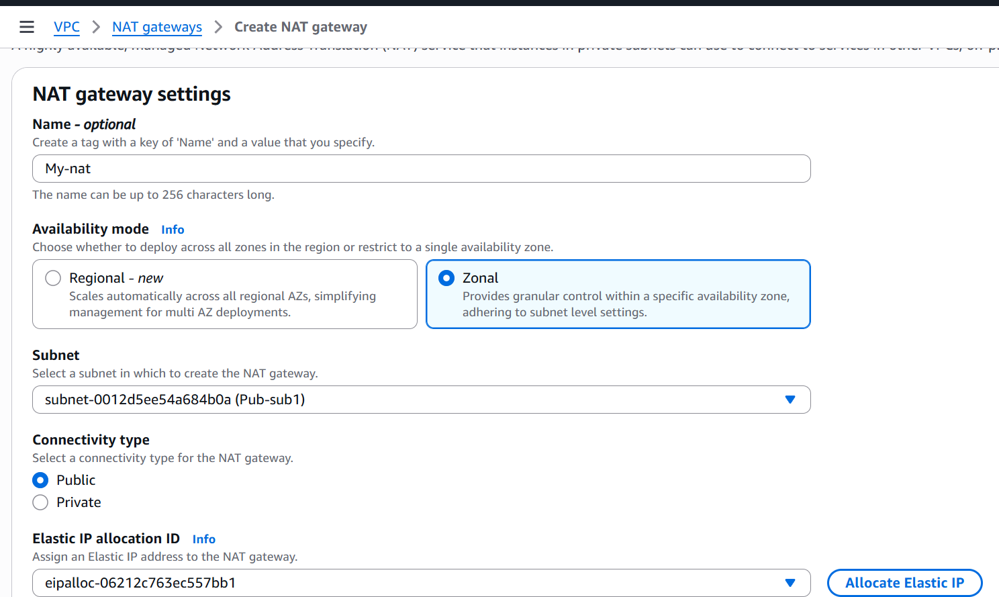 VPC > NAT gateways > Create NAT gateway
NAT gateway settings
Name - optional
Create a tag with a key of 'Name' and a value that you specify.
My-nat
The name can be up to 256 characters long.
Availability mode Info
Choose whether to deploy across all zones in the region or restrict to a single availability zone.
Regional - new
Scales automatically across all regional AZs, simplifying
management for multi AZ deployments.
Zonal
Provides granular control within a specific availability zone,
adhering to subnet level settings.
Subnet
Select a subnet in which to create the NAT gateway.
subnet-0012d5ee54a684b0a (Pub-sub1)
Connectivity type
Select a connectivity type for the NAT gateway.
Public
Private
Elastic IP allocation ID Info
Assign an Elastic IP address to the NAT gateway.
eipalloc-06212c763ec557bb1
Allocate Elastic IP